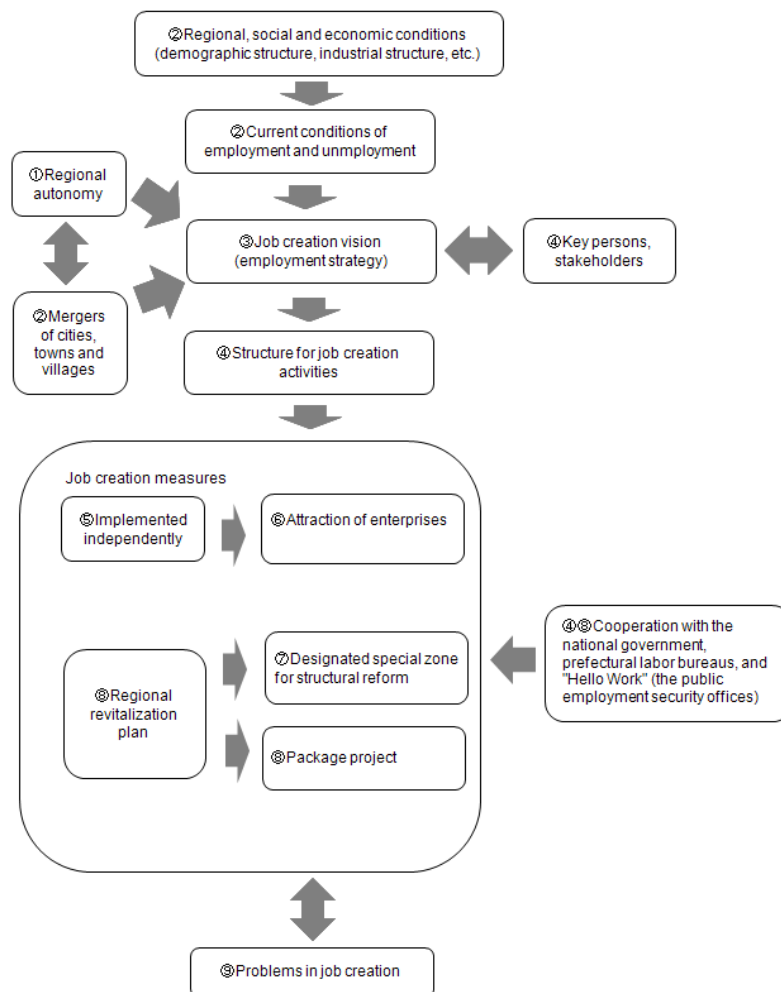 ②Regional, social and economic conditions
(demographic structure, industrial structure, etc.)
②Current conditions of
employment and unmployment
①Regional
autonomy
③Job creation vision
(employment strategy)
④Key persons,
stakeholders
②Mergers
of cities,
towns and
villages
④Structure for job creation
activities
Job creation measures
⑤Implemented
independently
⑥Attraction of enterprises
④⑧Cooperation with the
national government,
prefectural labor bureaus, and
"Hello Work" (the public
employment security offices)
⑦Designated special zone
for structural reform
⑧Regional
revitalization
plan
⑧Package project
⑨Problems in job creation